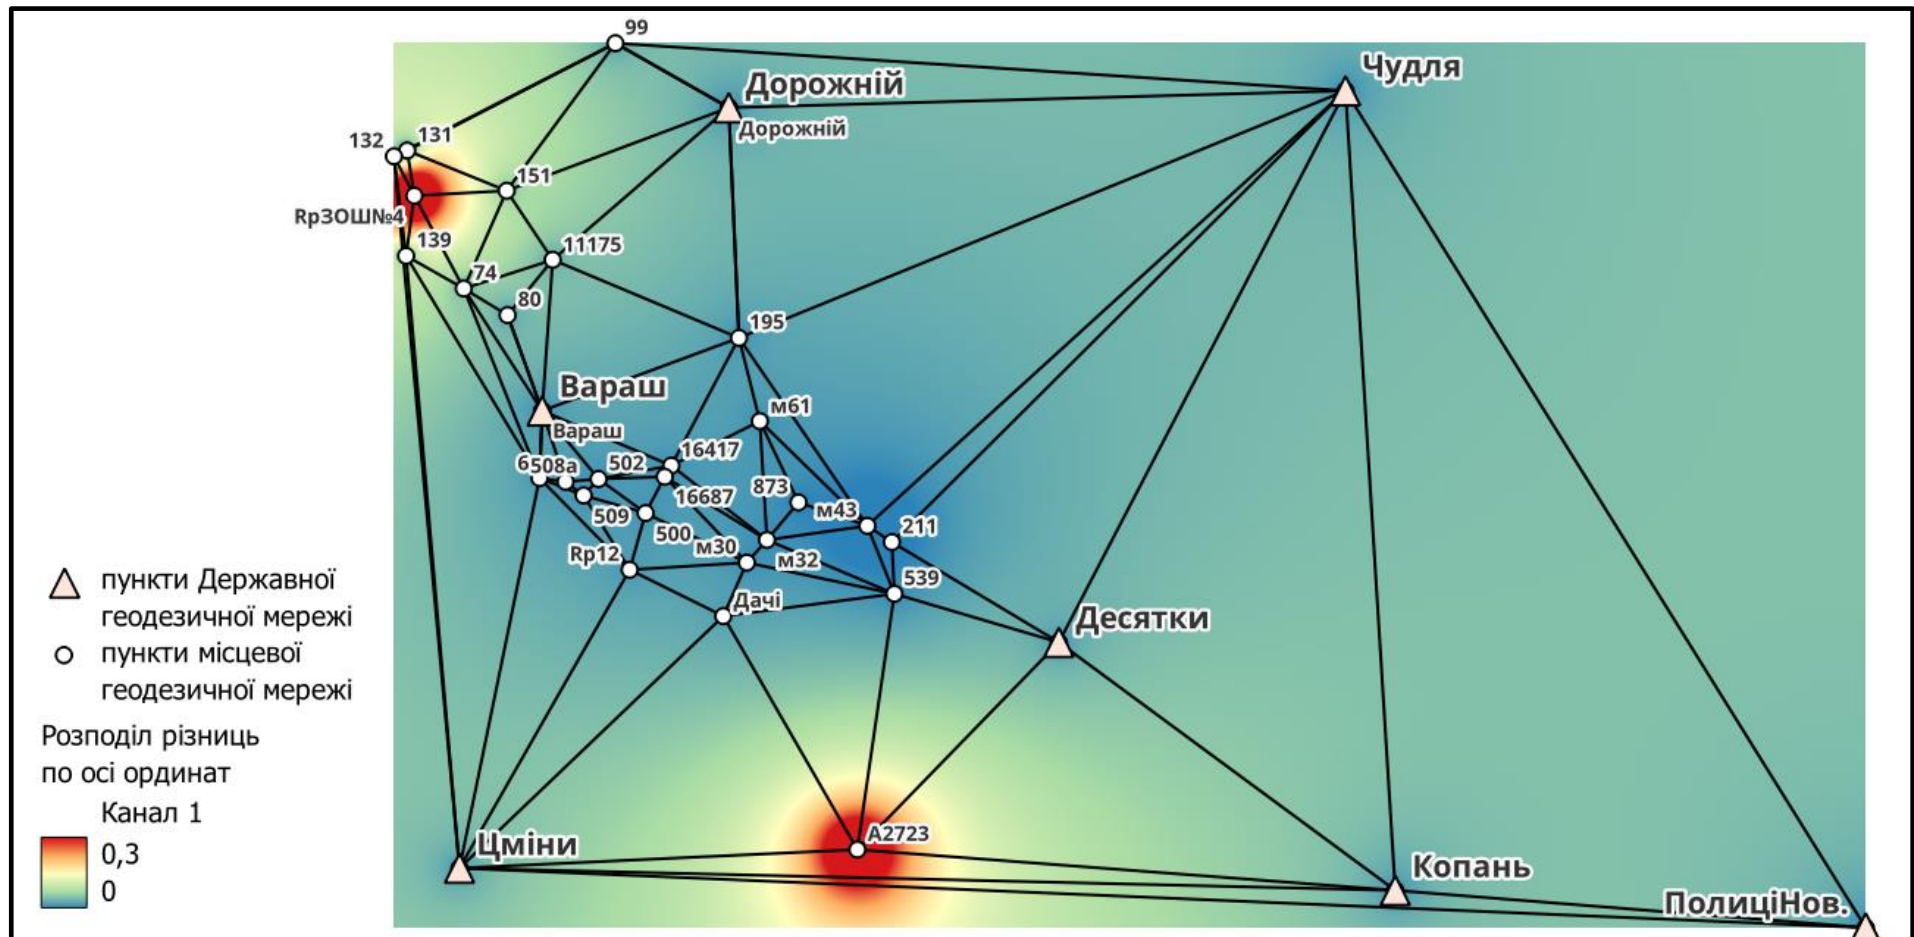 99
Чудля
Дорожній
Дорожній
132
131
151
RpЗОШ№4
139
11175
74
80
195
Вараш
м61
Вараш
16417
6
508а
502
873
16687
м43
509
211
500
м30
Rp12
м32
539
пункти Державної
геодезичної мережі
Дачі
Десятки
пункти місцевої
геодезичної мережі
Розподіл різниць
по осі ординат
Канал 1
0,3
0
А2723
Цміни
Копань
ПолиціНов.